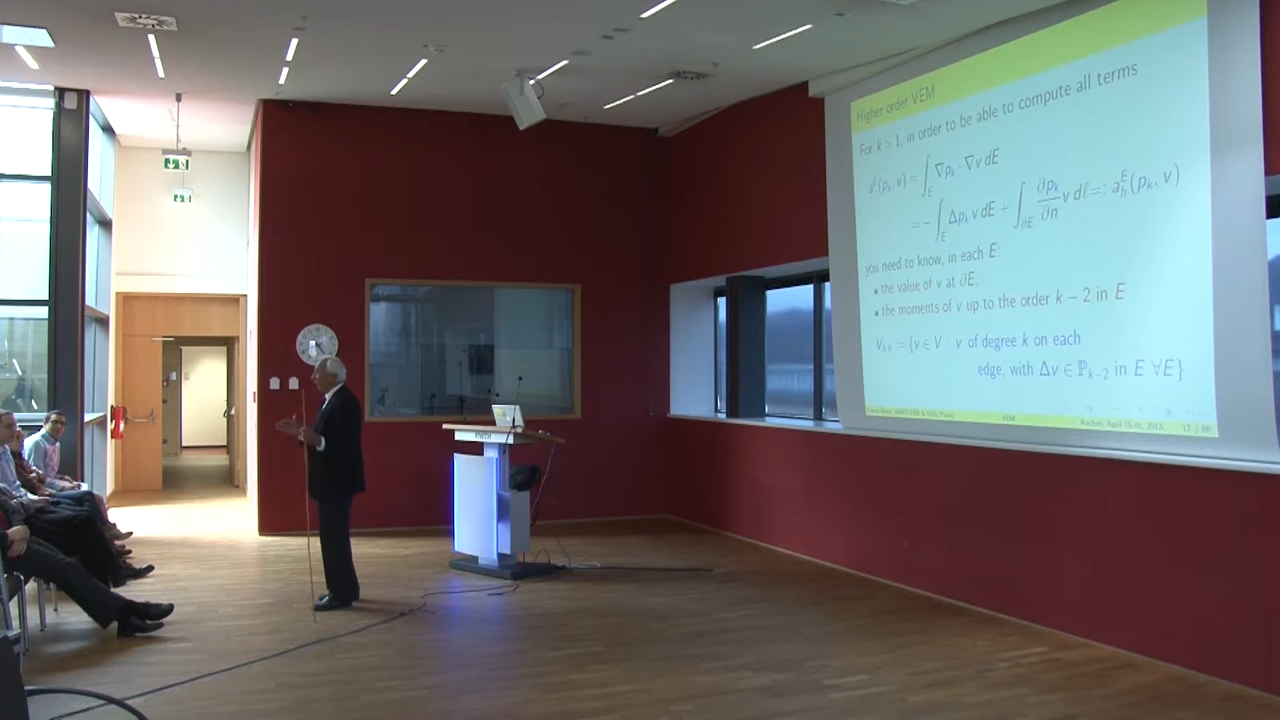 Higher order VEM
For k > 1, in order to be able to compute all terms
a^E(p_k, v) = ∫_E ∇p_k · ∇v dE
= − ∫_E Δp_k v dE + ∫_{∂E} ∂p_k/∂n v dℓ =: a_h^E(p_k, v)
you need to know, in each E:
• the value of v at ∂E,
• the moments of v up to the order k − 2 in E
V_{h,k} := {v ∈ V : v of degree k on each
edge, with Δv ∈ ℙ_{k−2} in E ∀E}
VEM
Aachen, April 2013
17 /